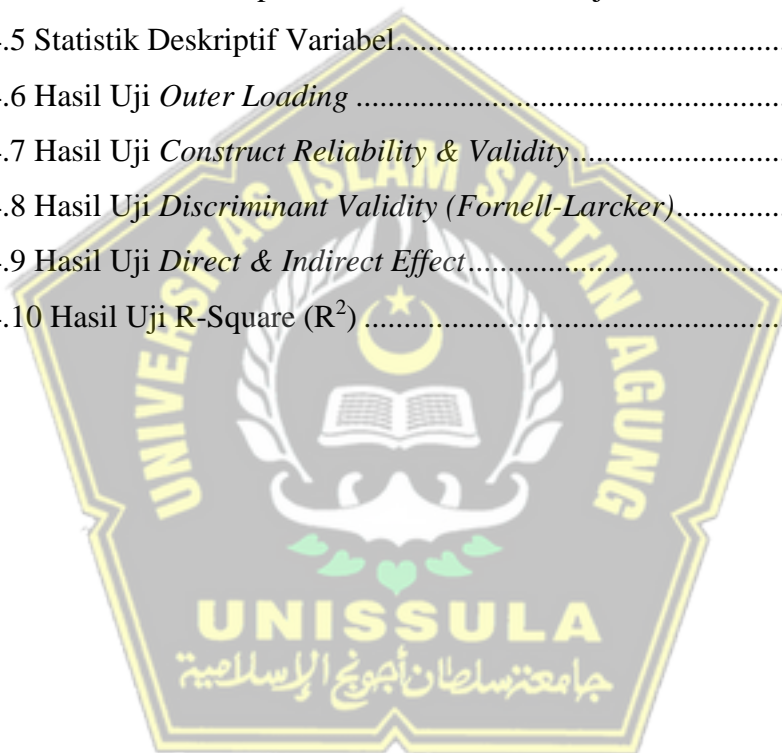 .5 Statistik Deskriptif Variabel
.6 Hasil Uji Outer Loading
.7 Hasil Uji Construct Reliability & Validity
.8 Hasil Uji Discriminant Validity (Fornell-Larcker)
.9 Hasil Uji Direct & Indirect Effect
.10 Hasil Uji R-Square (R²)
UNIVERSITAS ISLAM SULTAN AGUNG
UNISSULA
جامعة سلطان أجونج الإسلامية